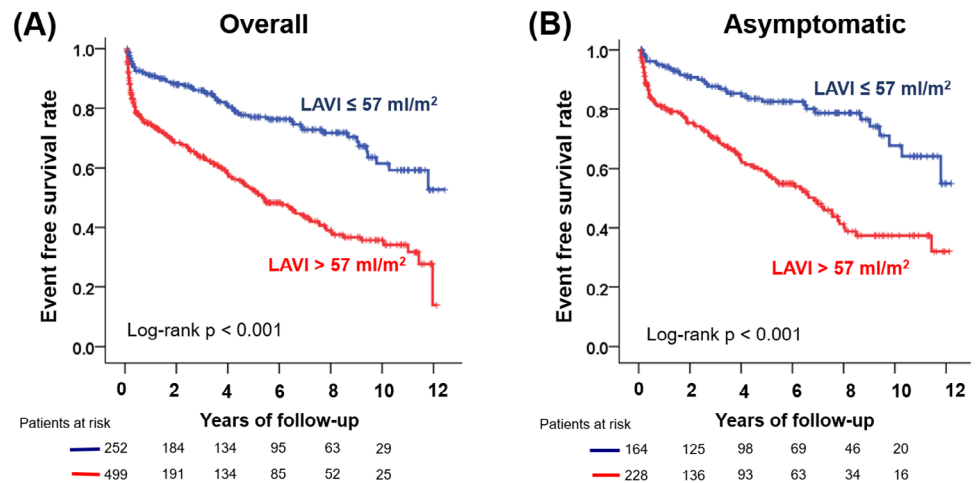 (A) Overall
Event free survival rate
1.0
0.8
0.6
0.4
0.2
0.0
LAVI ≤ 57 ml/m²
LAVI > 57 ml/m²
Log-rank p < 0.001
0 2 4 6 8 10 12
Years of follow-up
Patients at risk
252 184 134 95 63 29
499 191 134 85 52 25
(B) Asymptomatic
Event free survival rate
1.0
0.8
0.6
0.4
0.2
0.0
LAVI ≤ 57 ml/m²
LAVI > 57 ml/m²
Log-rank p < 0.001
0 2 4 6 8 10 12
Years of follow-up
Patients at risk
164 125 98 69 46 20
228 136 93 63 34 16